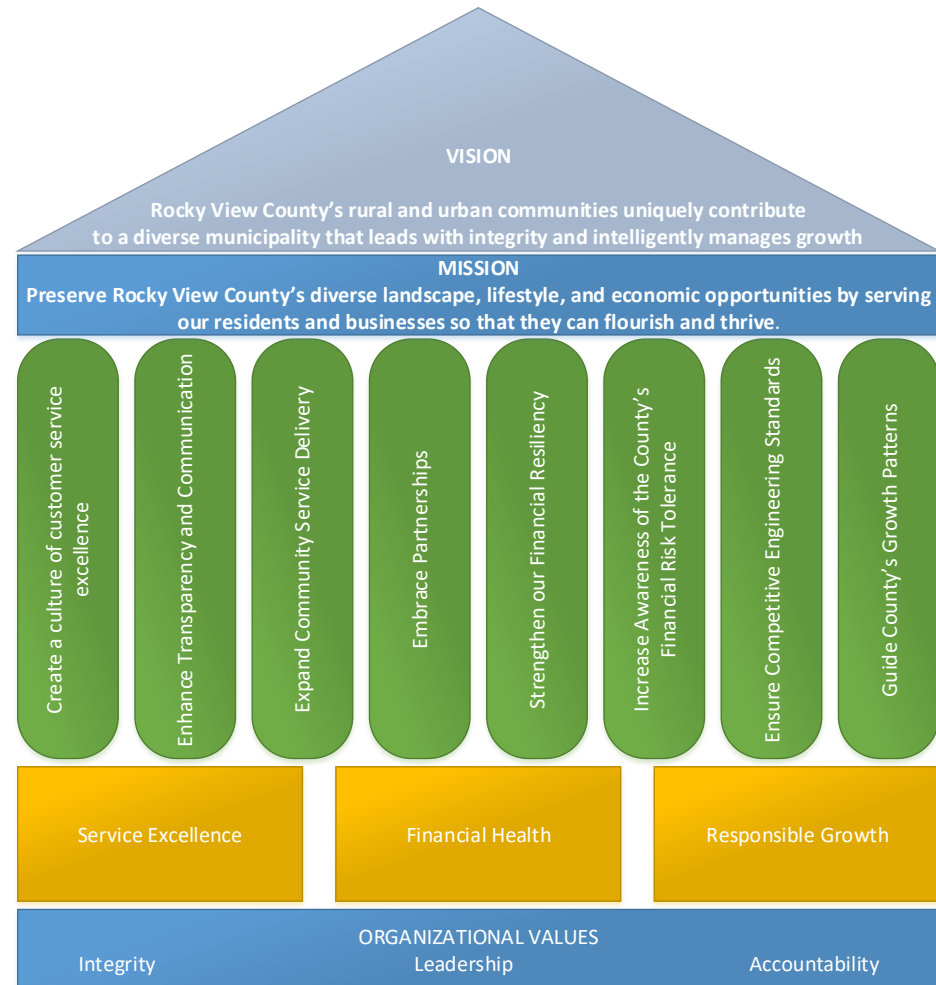 VISION
Rocky View County’s rural and urban communities uniquely contribute
to a diverse municipality that leads with integrity and intelligently manages growth
MISSION
Preserve Rocky View County’s diverse landscape, lifestyle, and economic opportunities by serving
our residents and businesses so that they can flourish and thrive.
Create a culture of customer service
excellence
Enhance Transparency and Communication
Expand Community Service Delivery
Embrace Partnerships
Strengthen our Financial Resiliency
Increase Awareness of the County’s
Financial Risk Tolerance
Ensure Competitive Engineering Standards
Guide County’s Growth Patterns
Service Excellence
Financial Health
Responsible Growth
ORGANIZATIONAL VALUES
Integrity Leadership Accountability